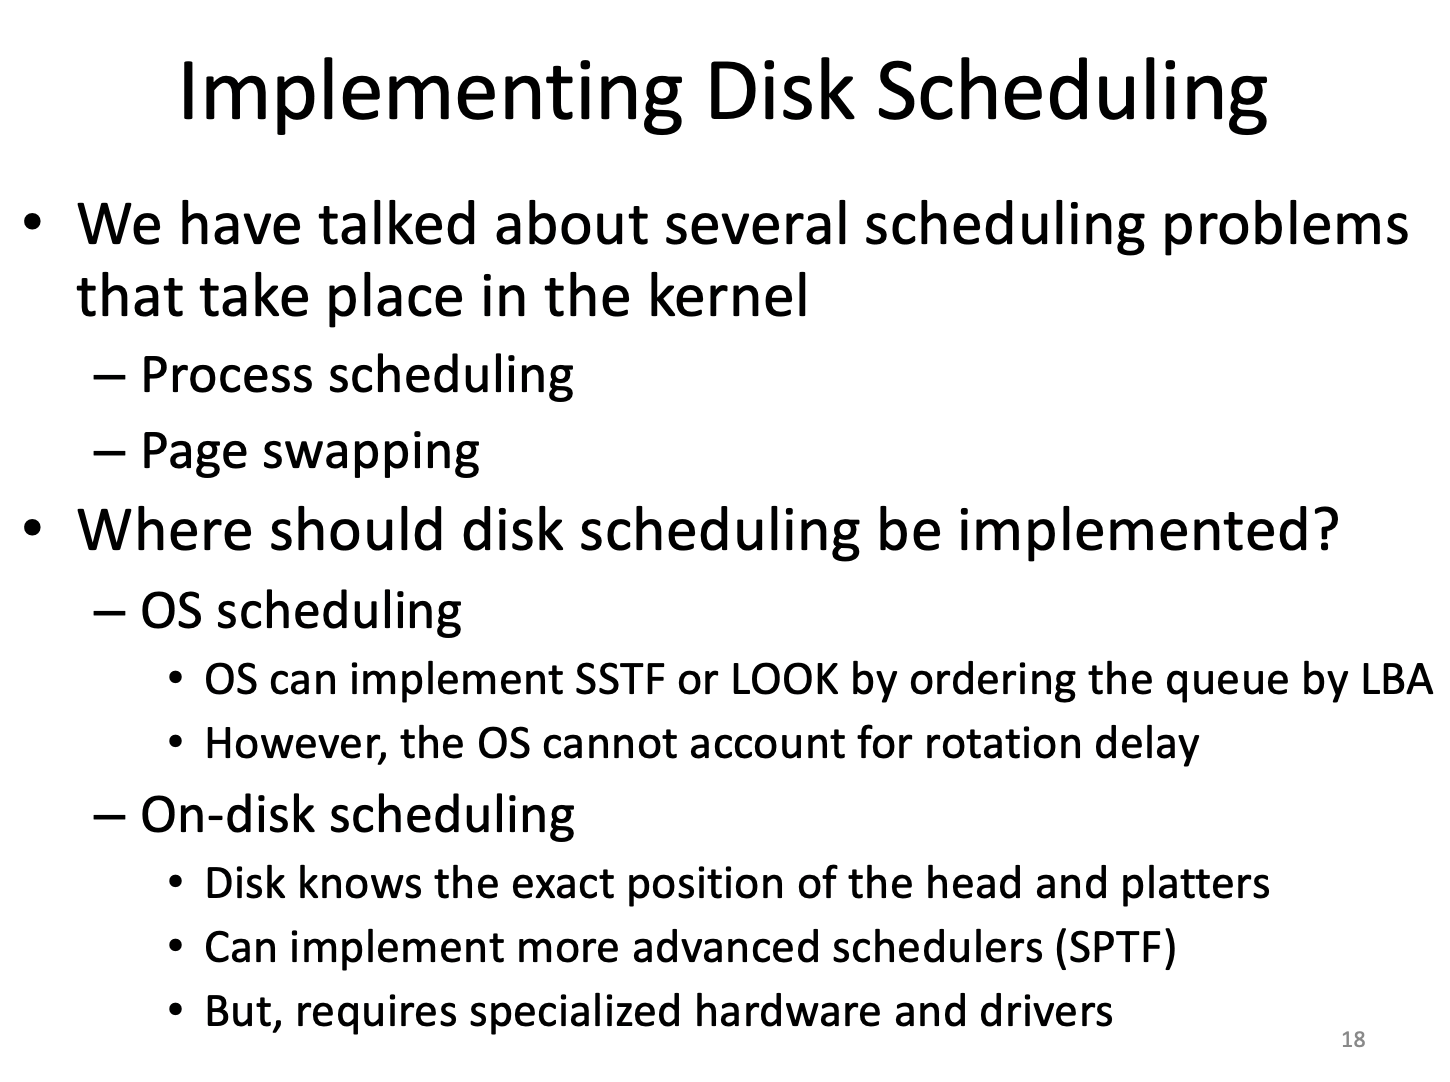 Implementing Disk Scheduling
• We have talked about several scheduling problems
that take place in the kernel
– Process scheduling
– Page swapping
• Where should disk scheduling be implemented?
– OS scheduling
• OS can implement SSTF or LOOK by ordering the queue by LBA
• However, the OS cannot account for rotation delay
– On-disk scheduling
• Disk knows the exact position of the head and platters
• Can implement more advanced schedulers (SPTF)
• But, requires specialized hardware and drivers
18